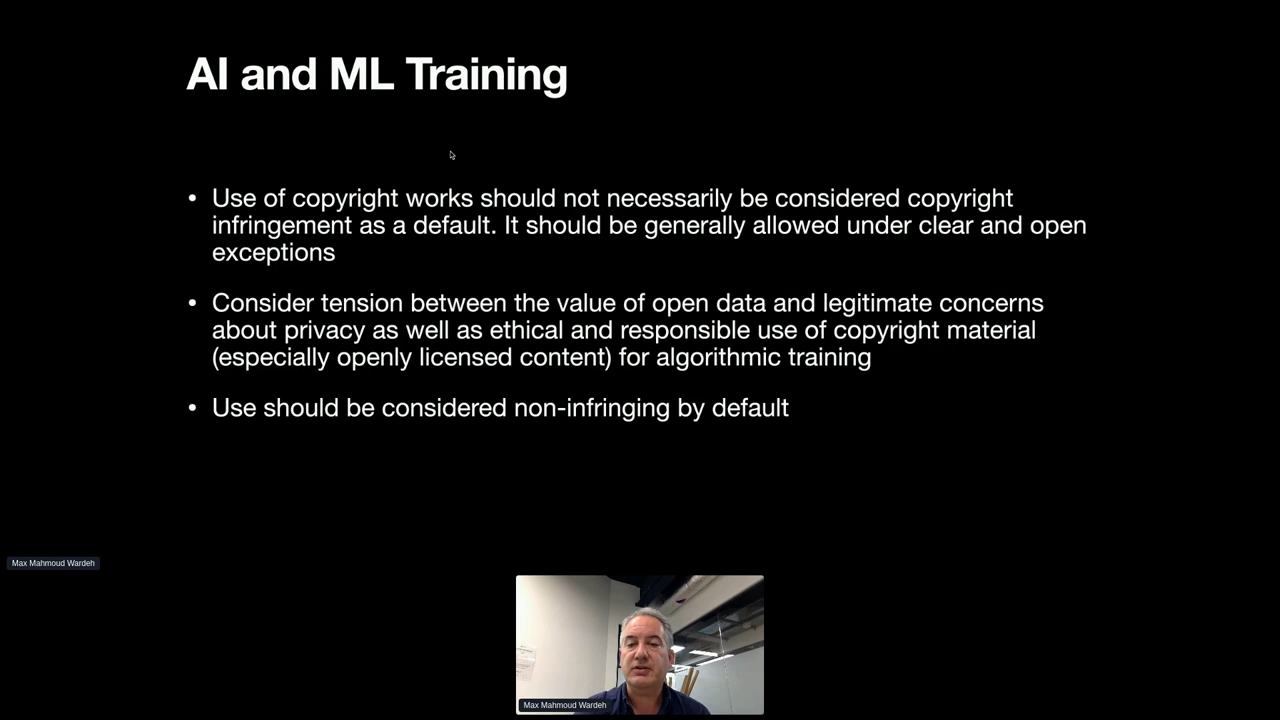 AI and ML Training
• Use of copyright works should not necessarily be considered copyright
infringement as a default. It should be generally allowed under clear and open
exceptions
• Consider tension between the value of open data and legitimate concerns
about privacy as well as ethical and responsible use of copyright material
(especially openly licensed content) for algorithmic training
• Use should be considered non-infringing by default
Max Mahmoud Wardeh
Max Mahmoud Wardeh